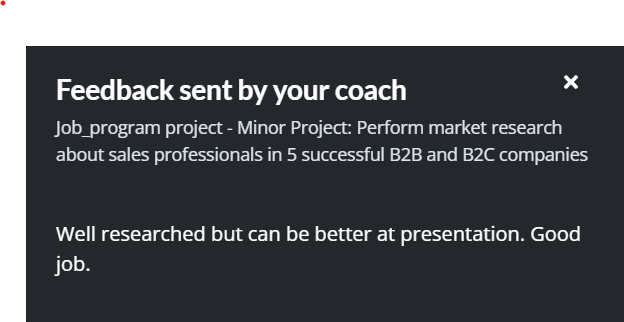 Feedback sent by your coach
Job_program project - Minor Project: Perform market research
about sales professionals in 5 successful B2B and B2C companies
Well researched but can be better at presentation. Good
job.